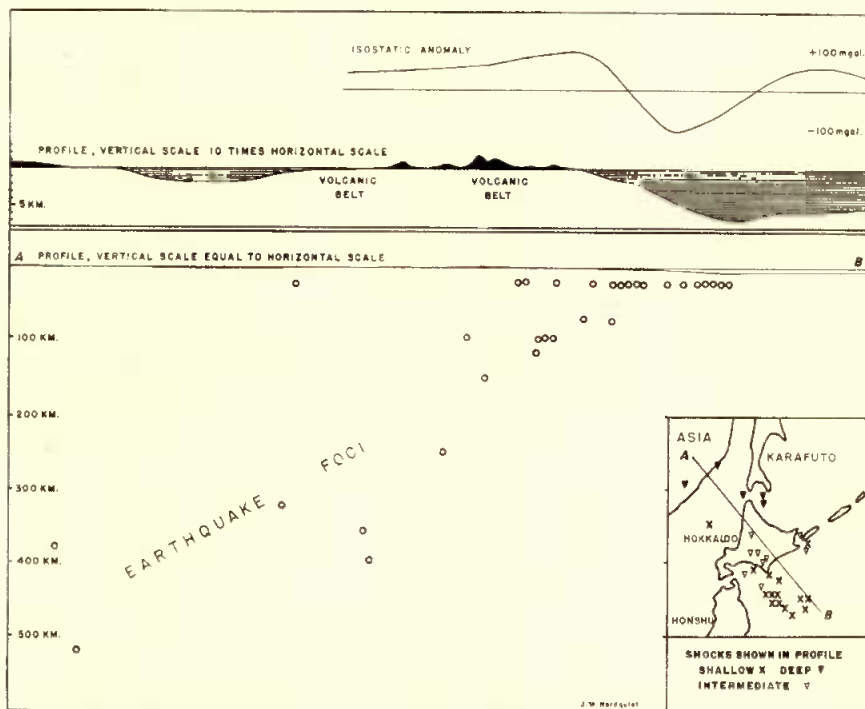 ISOSTATIC ANOMALY
+100 mgal.
-100 mgal.
PROFILE, VERTICAL SCALE 10 TIMES HORIZONTAL SCALE
VOLCANIC BELT
VOLCANIC BELT
5 KM.
A PROFILE, VERTICAL SCALE EQUAL TO HORIZONTAL SCALE B
100 KM.
200 KM.
300 KM.
400 KM.
500 KM.
EARTHQUAKE FOCI
ASIA
A
KARAFUTO
HOKKAIDO
HONSHU
B
SHOCKS SHOWN IN PROFILE
SHALLOW X DEEP ▼
INTERMEDIATE ▽
J.M. Nordquist